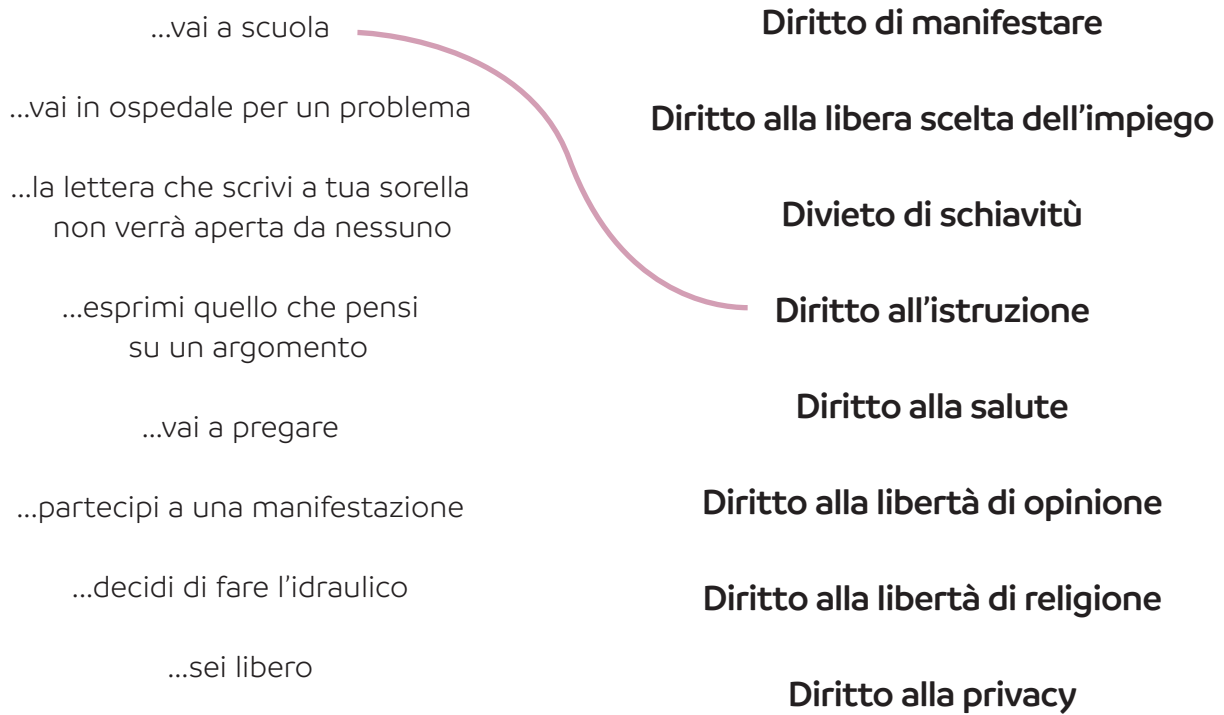 ...vai a scuola
...vai in ospedale per un problema
...la lettera che scrivi a tua sorella
non verrà aperta da nessuno
...esprimi quello che pensi
su un argomento
...vai a pregare
...partecipi a una manifestazione
...decidi di fare l'idraulico
...sei libero
Diritto di manifestare
Diritto alla libera scelta dell'impiego
Divieto di schiavitù
Diritto all'istruzione
Diritto alla salute
Diritto alla libertà di opinione
Diritto alla libertà di religione
Diritto alla privacy